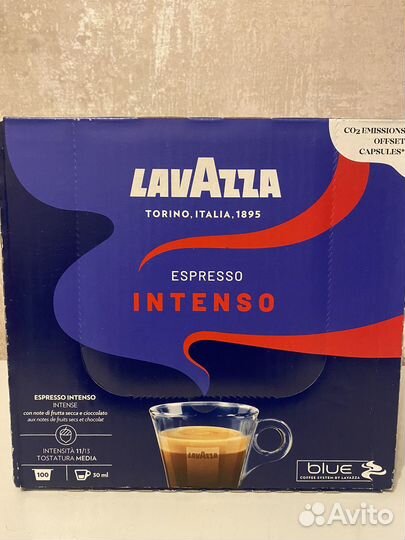 CO2 EMISSIONS
OFFSET
CAPSULES*
LAVAZZA
TORINO, ITALIA, 1895
ESPRESSO
INTENSO
ESPRESSO INTENSO
INTENSE
con note di frutta secca e cioccolato
aux notes de fruits secs et chocolat
INTENSITÀ 11/13
TOSTATURA MEDIA
100
30 ml
LAVAZZA
blue
COFFEE SYSTEM BY LAVAZZA
Avito